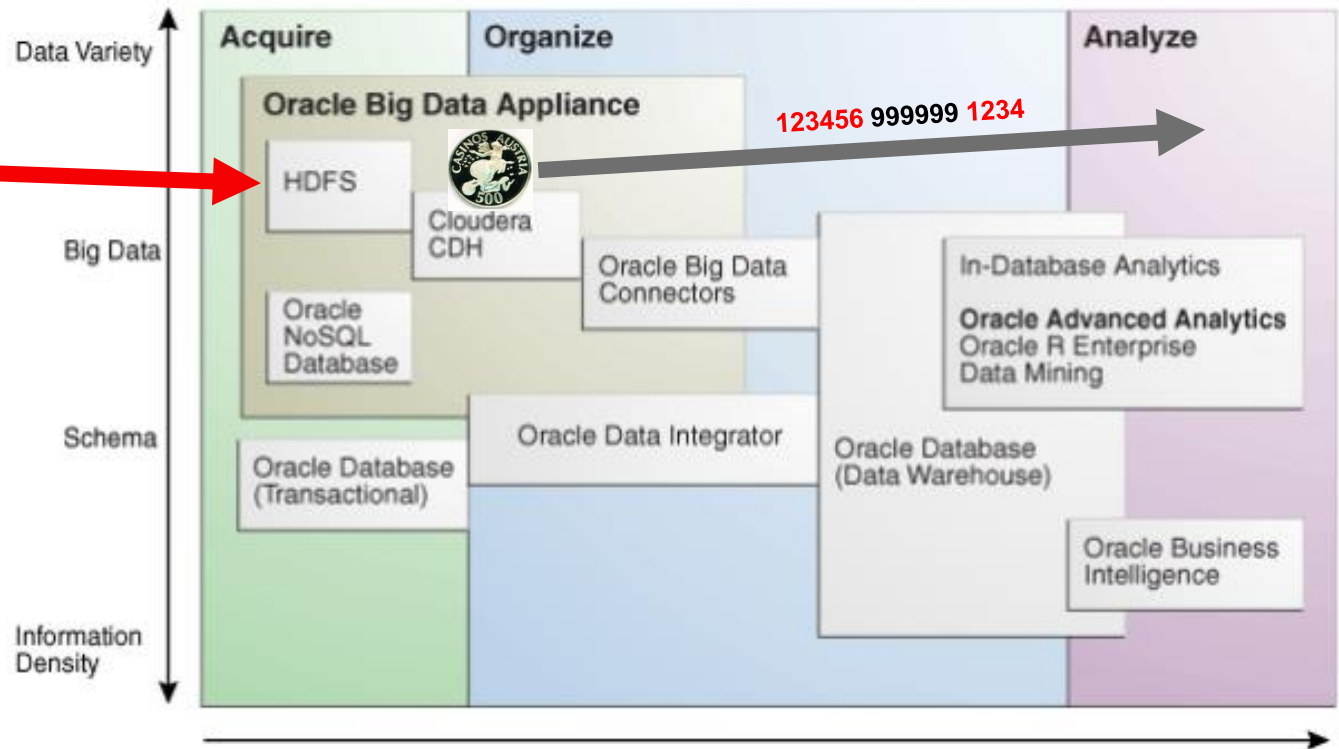 Data Variety
Big Data
Schema
Information
Density
Acquire
Organize
Analyze
Oracle Big Data Appliance
123456 999999 1234
HDFS
CASINOS AUSTRIA
500
Cloudera
CDH
Oracle Big Data
Connectors
In-Database Analytics
Oracle Advanced Analytics
Oracle R Enterprise
Data Mining
Oracle
NoSQL
Database
Oracle Data Integrator
Oracle Database
(Transactional)
Oracle Database
(Data Warehouse)
Oracle Business
Intelligence